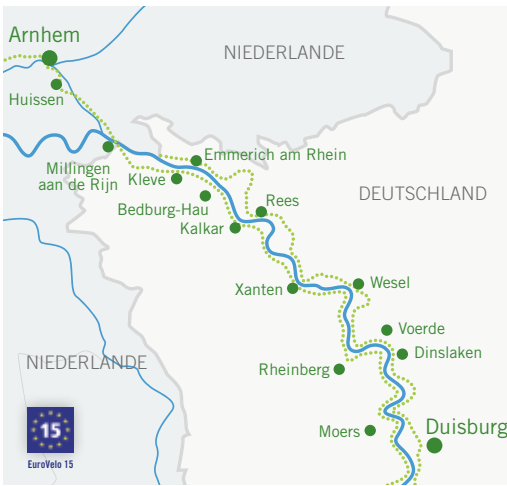 Arnhem
NIEDERLANDE
Huissen
Millingen
aan de Rijn
Emmerich am Rhein
Kleve
DEUTSCHLAND
Bedburg-Hau
Rees
Kalkar
Xanten
Wesel
Voerde
Dinslaken
NIEDERLANDE
Rheinberg
15
EuroVelo 15
Moers
Duisburg